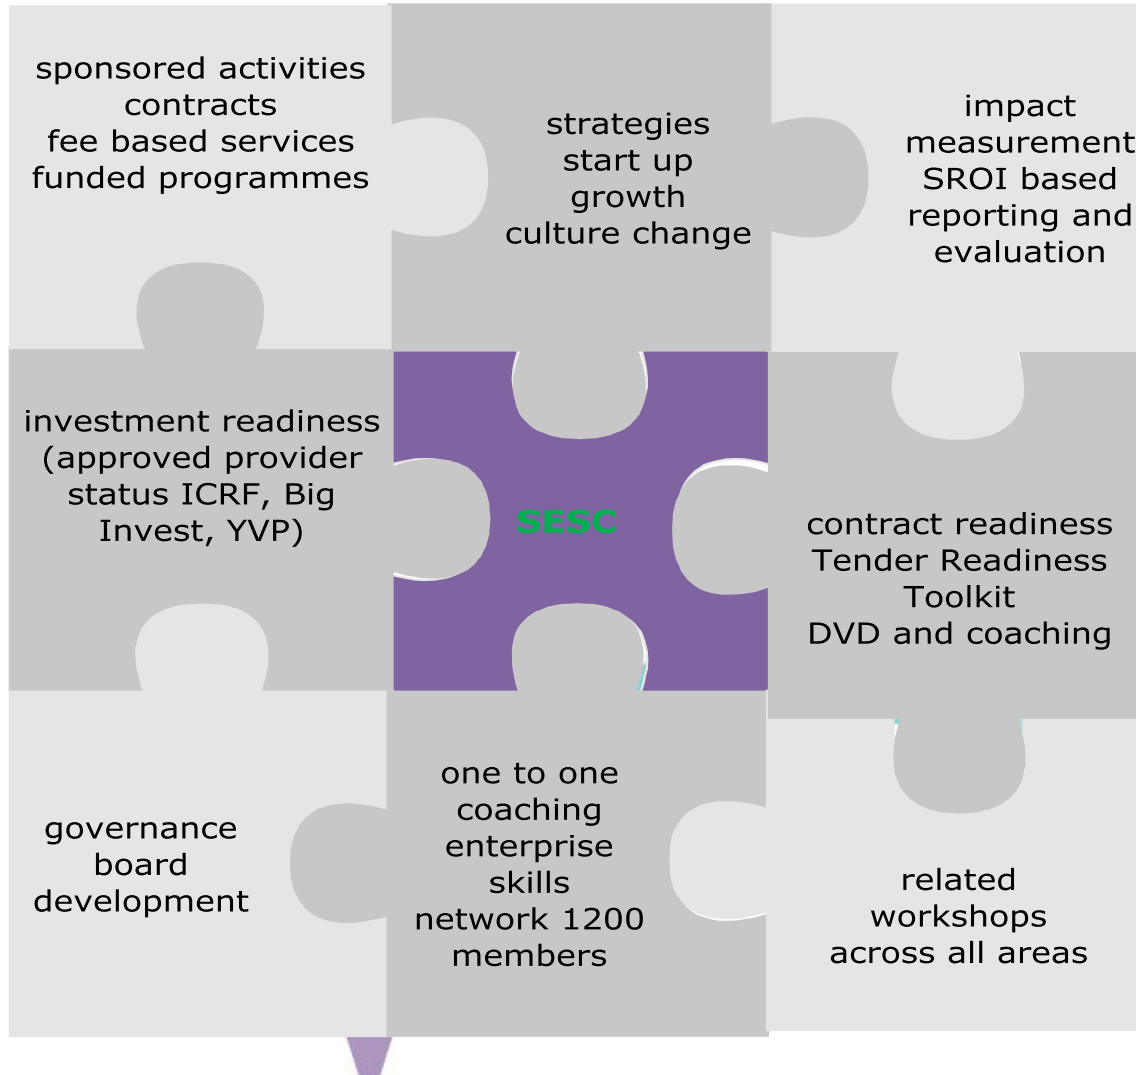 sponsored activities
contracts
fee based services
funded programmes
strategies
start up
growth
culture change
impact
measurement
SROI based
reporting and
evaluation
investment readiness
(approved provider
status ICRF, Big
Invest, YVP)
SESC
contract readiness
Tender Readiness
Toolkit
DVD and coaching
governance
board
development
one to one
coaching
enterprise
skills
network 1200
members
related
workshops
across all areas